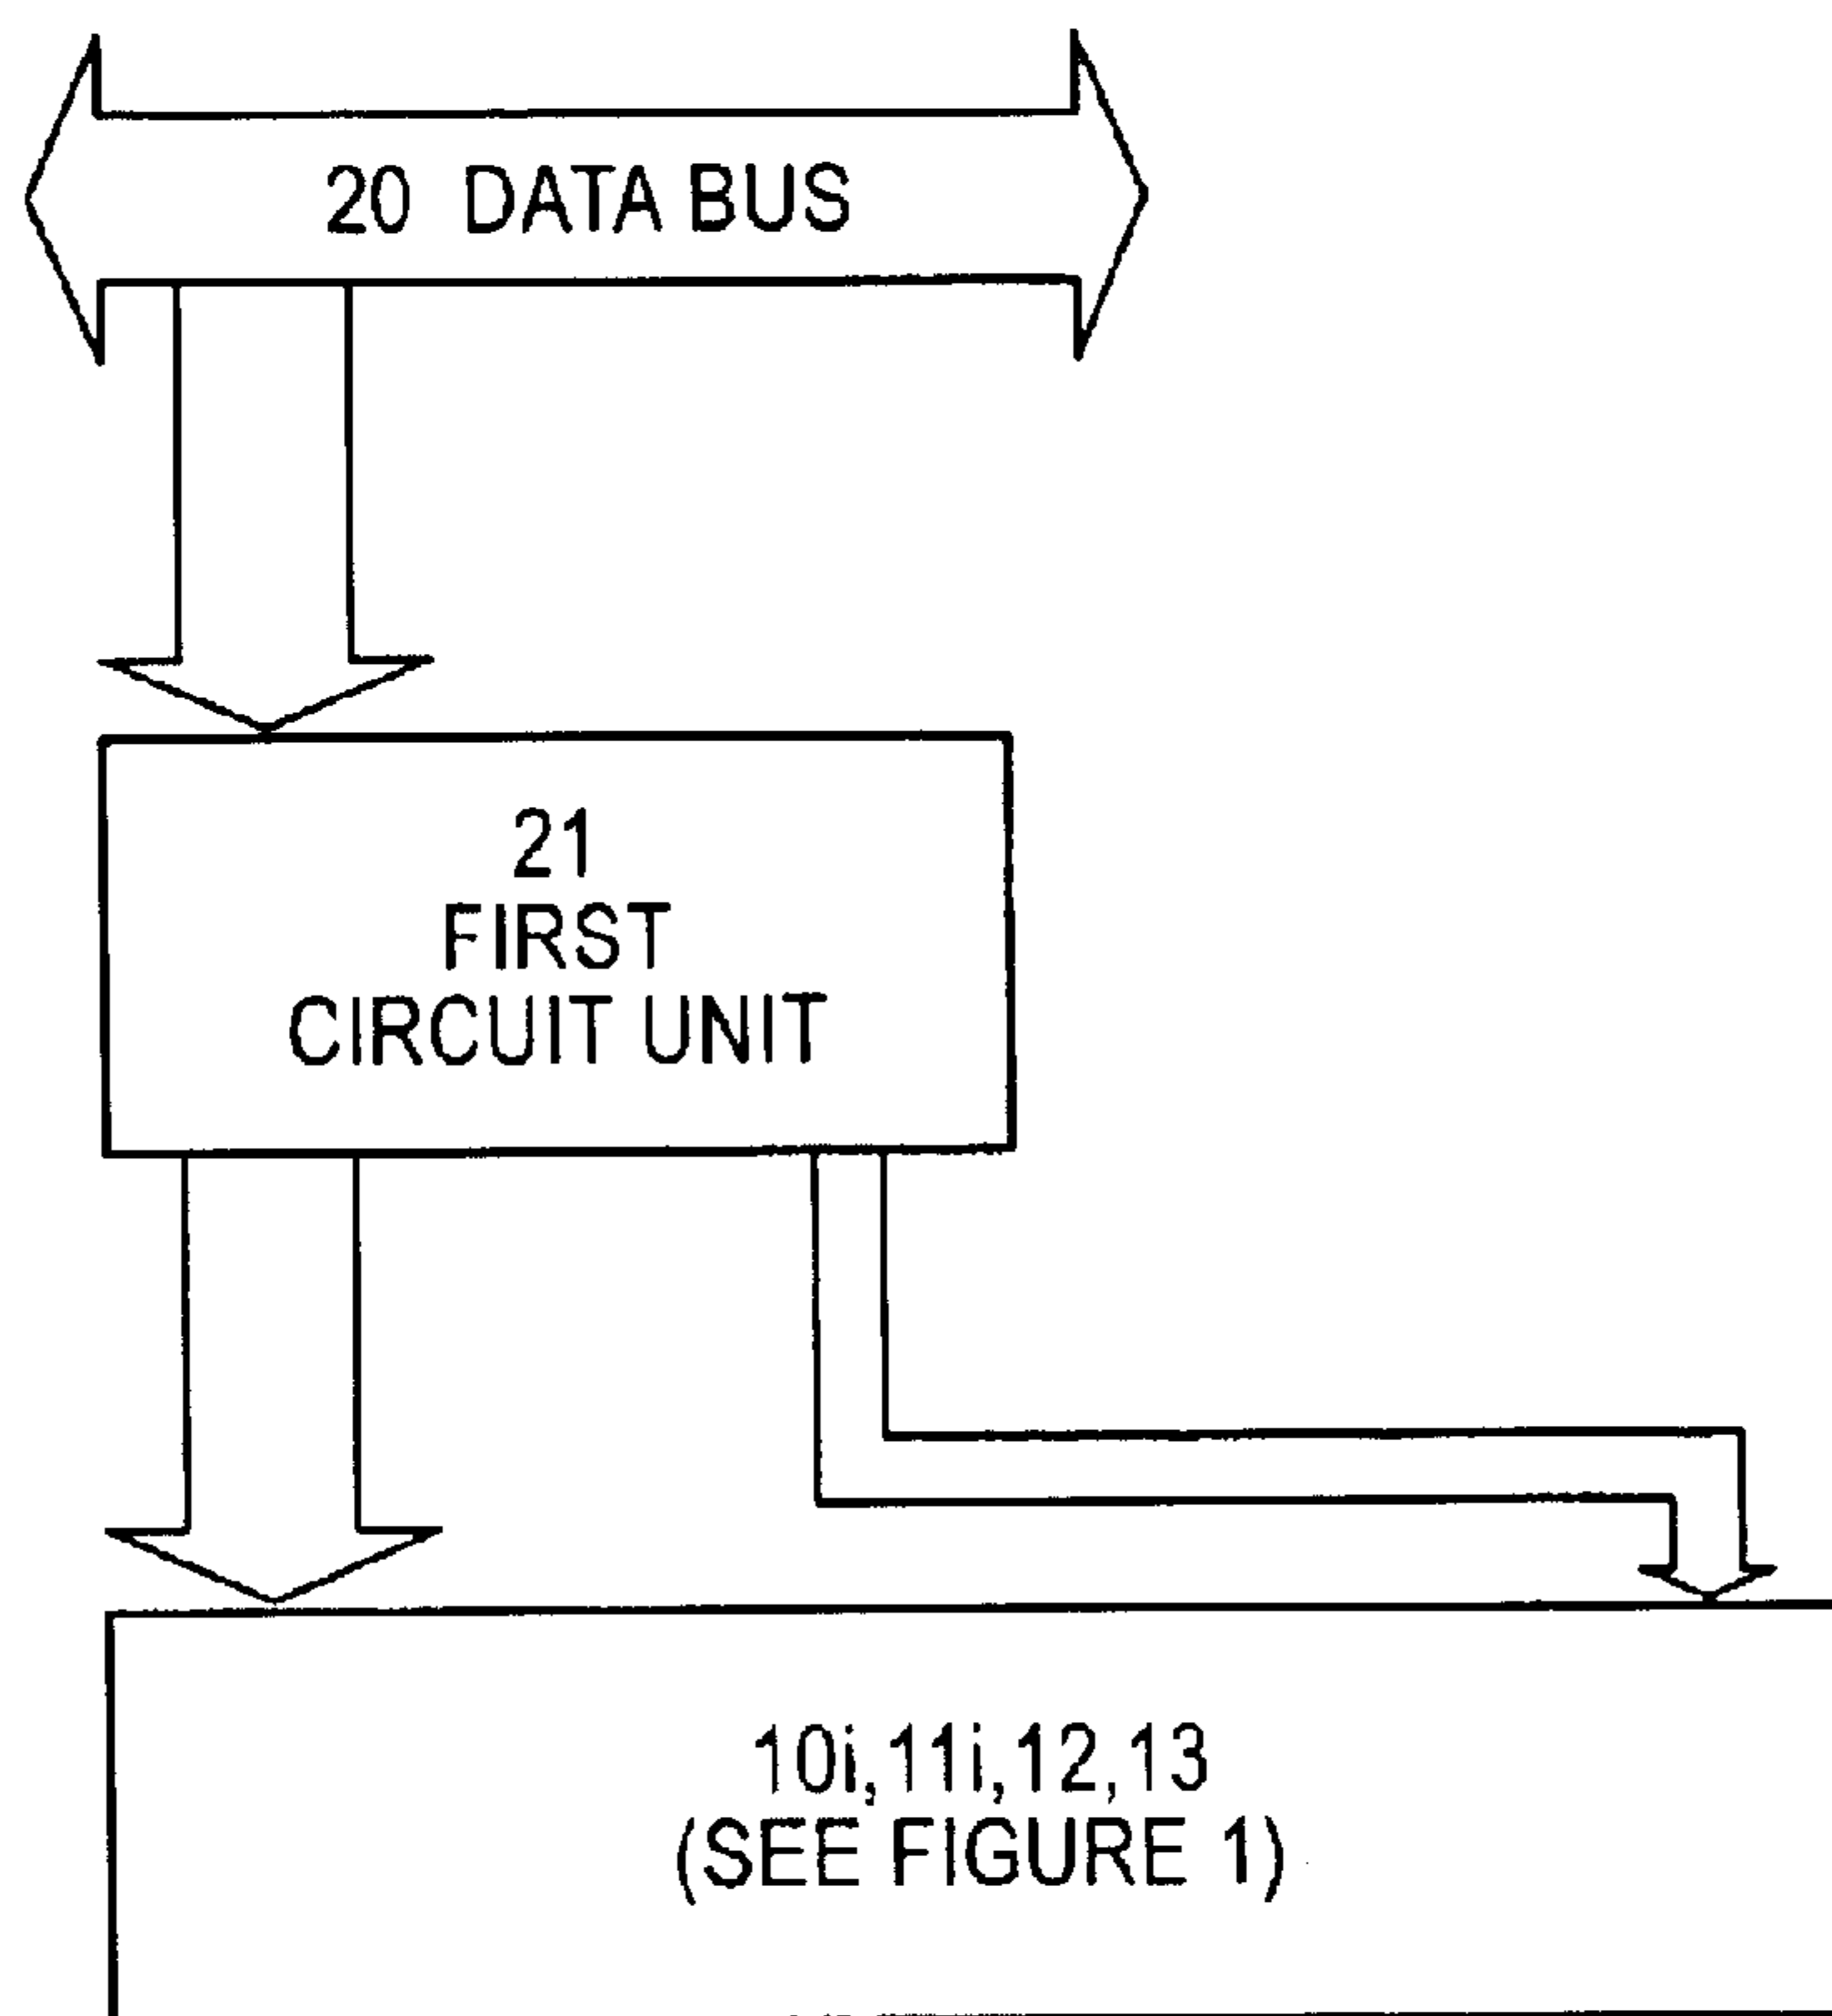 20 DATA BUS
21
FIRST
CIRCUIT UNIT
10i,11i,12,13
(SEE FIGURE 1)